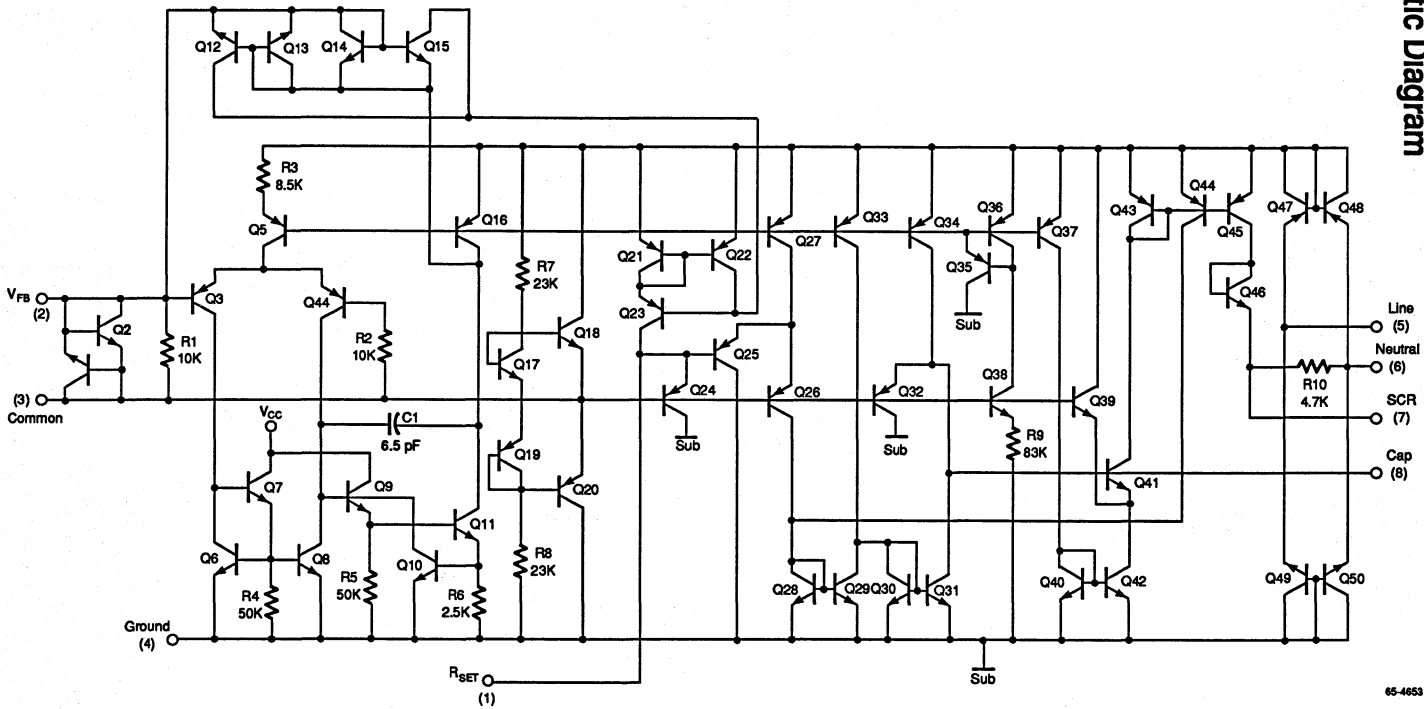 tic Diagram
Q12
Q13
Q14
Q15
R3
8.5K
Q5
Q16
Q27
Q33
Q34
Q36
Q35
Sub
Q37
Q43
Q44
Q45
Q47
Q48
Q21
Q22
Q23
R7
23K
Q46
VFB
(2)
Q2
R1
10K
Q3
Q44
R2
10K
Q17
Q18
Q25
Line
(5)
Neutral
(6)
R10
4.7K
(3)
Common
VCC
C1
6.5 pF
Q24
Sub
Q26
Q32
Sub
Q38
R9
83K
Q39
SCR
(7)
Q7
Q9
Q19
Q20
Cap
(8)
Q41
Q11
Q6
Q8
Q10
R4
50K
R5
50K
R6
2.5K
R8
23K
Q28
Q29
Q30
Q31
Q40
Q42
Q49
Q50
Ground
(4)
RSET
(1)
Sub
65-4653